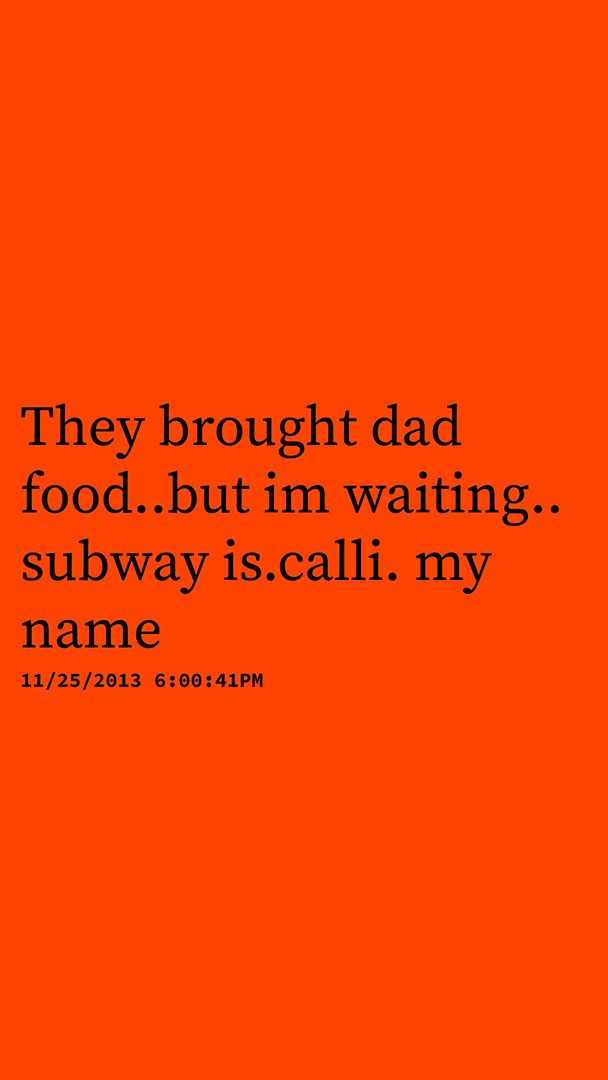 They brought dad
food..but im waiting..
subway is.calli. my
name
11/25/2013 6:00:41PM